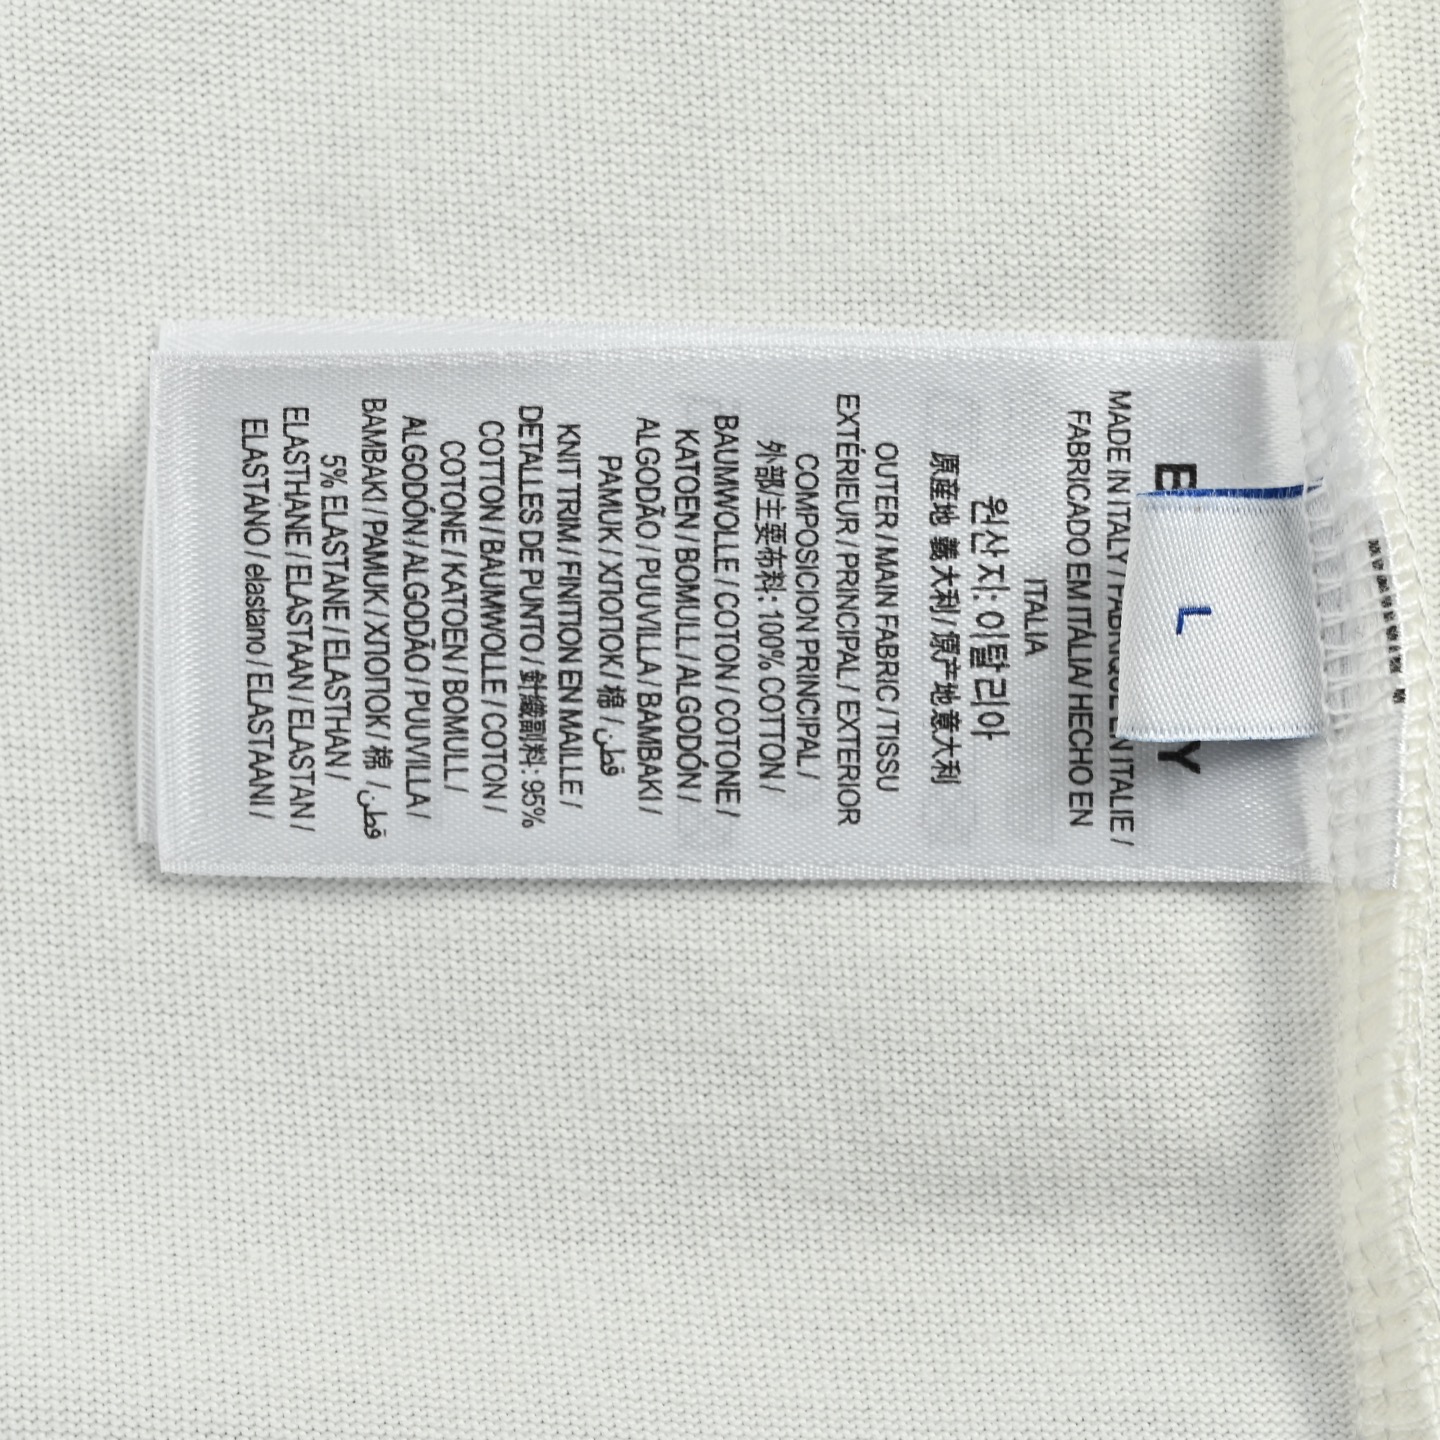 L
MADE IN ITALY / FABRIQUE EN ITALIE /
FABRICADO EM ITÁLIA / HECHO EN
ITALIA
원산지: 이탈리아
原産地 義大利 / 原产地意大利
OUTER / MAIN FABRIC / TISSU
EXTÉRIEUR / PRINCIPAL / EXTERIOR
COMPOSICION PRINCIPAL /
外部/主要布料: 100% COTTON /
BAUMWOLLE / COTON / COTONE /
KATOEN / BOMULL / ALGODÓN /
ALGODÃO / PUUVILLA / BAMBAKI /
PAMUK / ХΠОПОК / 棉 / قطن
KNIT TRIM / FINITION EN MAILLE /
DETALLES DE PUNTO / 針織副料: 95%
COTTON / BAUMWOLLE / COTON /
COTONE / KATOEN / BOMULL /
ALGODÓN / ALGODÃO / PUUVILLA /
BAMBAKI / PAMUK / ХΠОПОК / 棉 / قطن
5% ELASTANE / ELASTHAN /
ELASTHANE / ELASTAAN / ELASTAN /
ELASTANO / elastano / ELASTAANI /